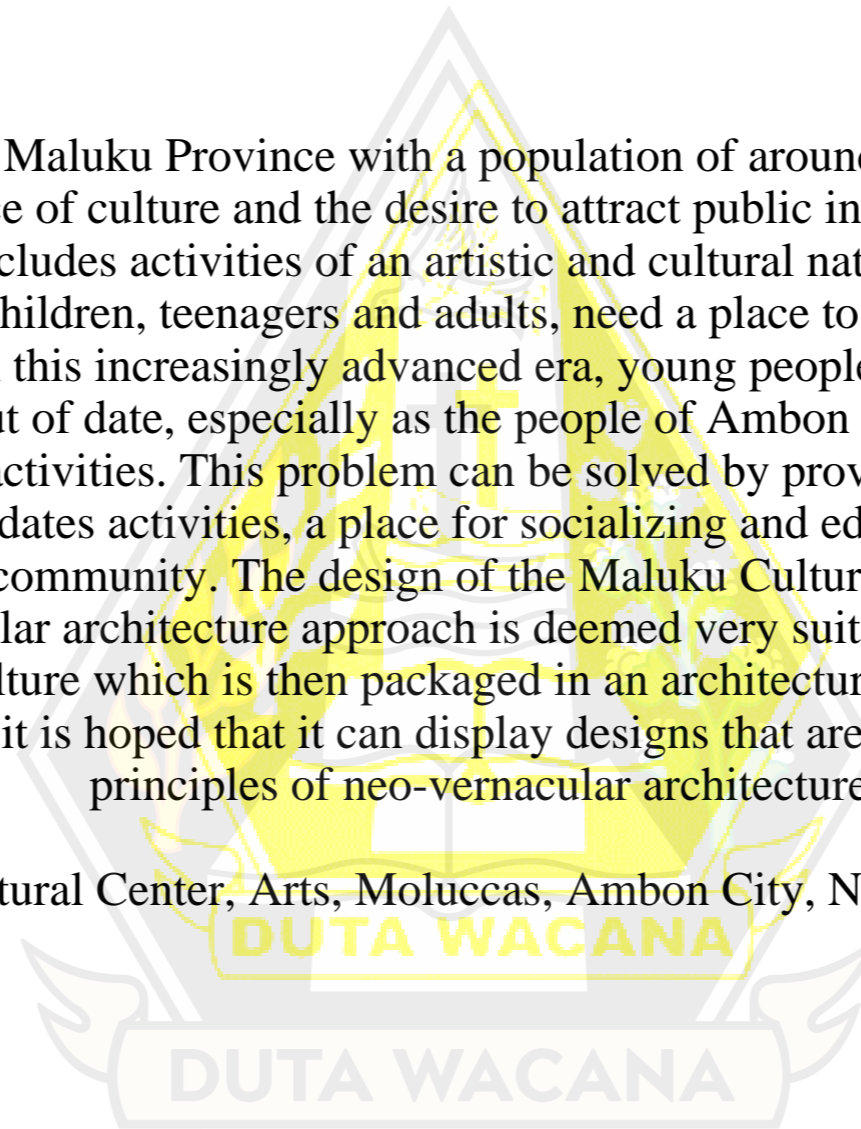 Maluku Province with a population of around
ce of culture and the desire to attract public in
cludes activities of an artistic and cultural nat
hildren, teenagers and adults, need a place to
this increasingly advanced era, young people
ut of date, especially as the people of Ambon
activities. This problem can be solved by prov
dates activities, a place for socializing and ed
community. The design of the Maluku Cultur
lar architecture approach is deemed very suit
lture which is then packaged in an architectur
it is hoped that it can display designs that are
principles of neo-vernacular architecture
tural Center, Arts, Moluccas, Ambon City, N
DUTA WACANA
DUTA WACANA